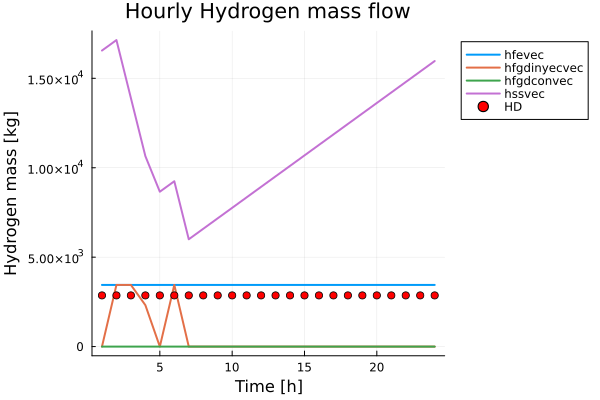 Hourly Hydrogen mass flow
Hydrogen mass [kg]
1.50×10⁴
1.00×10⁴
5.00×10³
0
5
10
15
20
Time [h]
hfevec
hfgdinyecvec
hfgdconvec
hssvec
HD